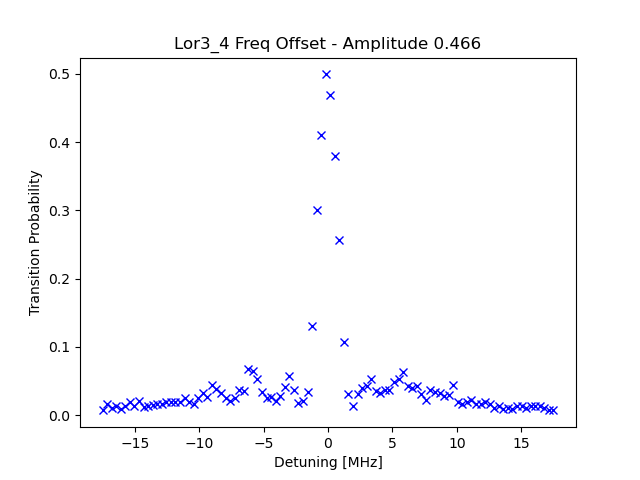 Lor3_4 Freq Offset - Amplitude 0.466
Transition Probability
0.5
0.4
0.3
0.2
0.1
0.0
−15 −10 −5 0 5 10 15
Detuning [MHz]